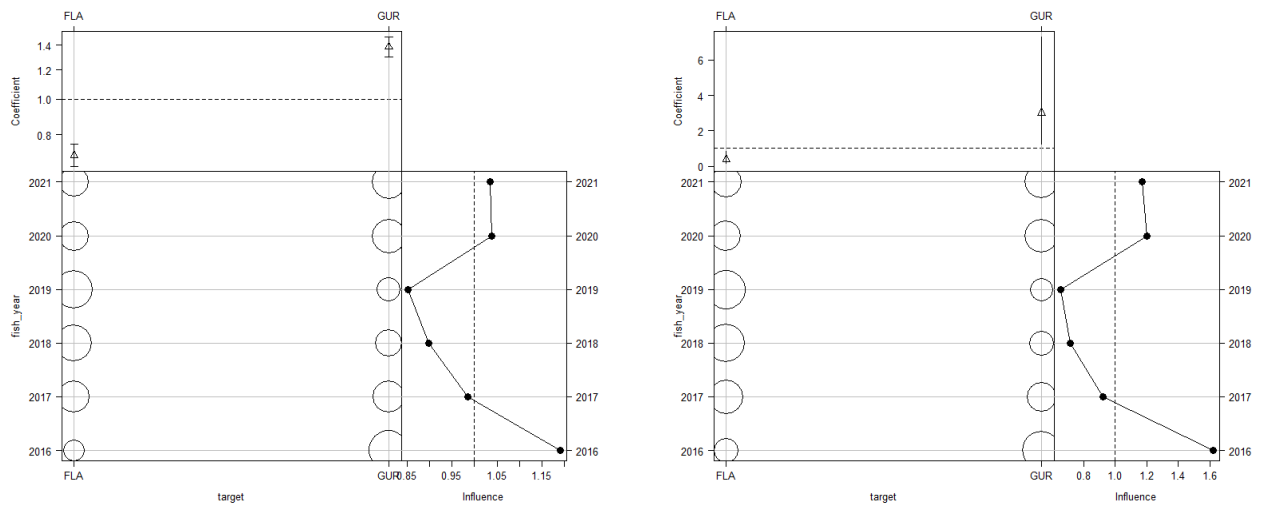 FLA GUR
Coefficient
1.4
1.2
1.0
0.8
fish_year
2021 2021
2020 2020
2019 2019
2018 2018
2017 2017
2016 2016
FLA GUR 0.85 0.95 1.05 1.15
target Influence
FLA GUR
Coefficient
6
4
2
0
fish_year
2021 2021
2020 2020
2019 2019
2018 2018
2017 2017
2016 2016
FLA GUR 0.8 1.0 1.2 1.4 1.6
target Influence